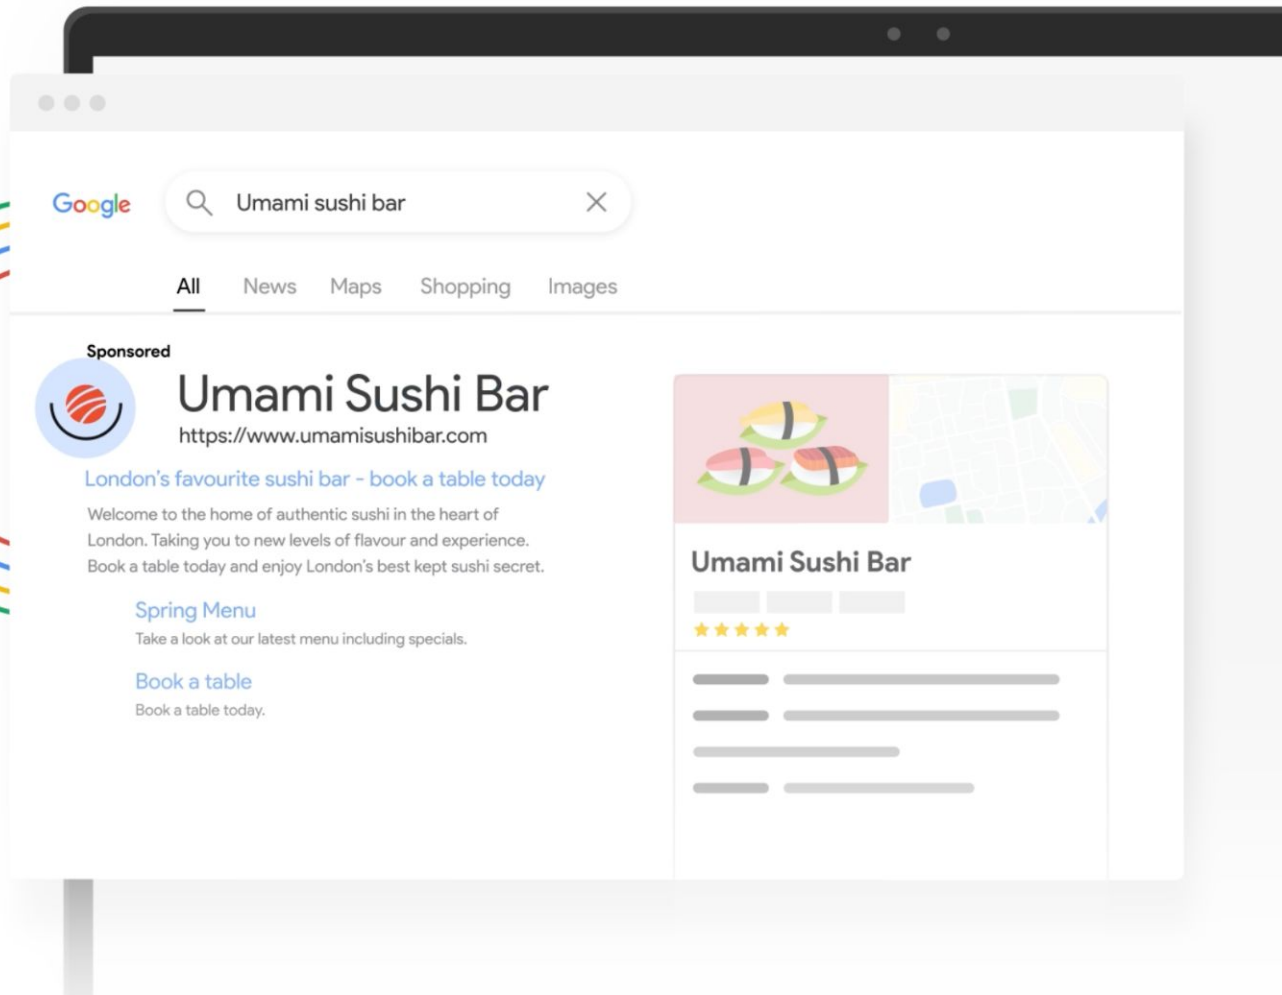 Google
Umami sushi bar
All News Maps Shopping Images
Sponsored
Umami Sushi Bar
https://www.umamisushibar.com
London's favourite sushi bar - book a table today
Welcome to the home of authentic sushi in the heart of
London. Taking you to new levels of flavour and experience.
Book a table today and enjoy London's best kept sushi secret.
Spring Menu
Take a look at our latest menu including specials.
Book a table
Book a table today.
Umami Sushi Bar